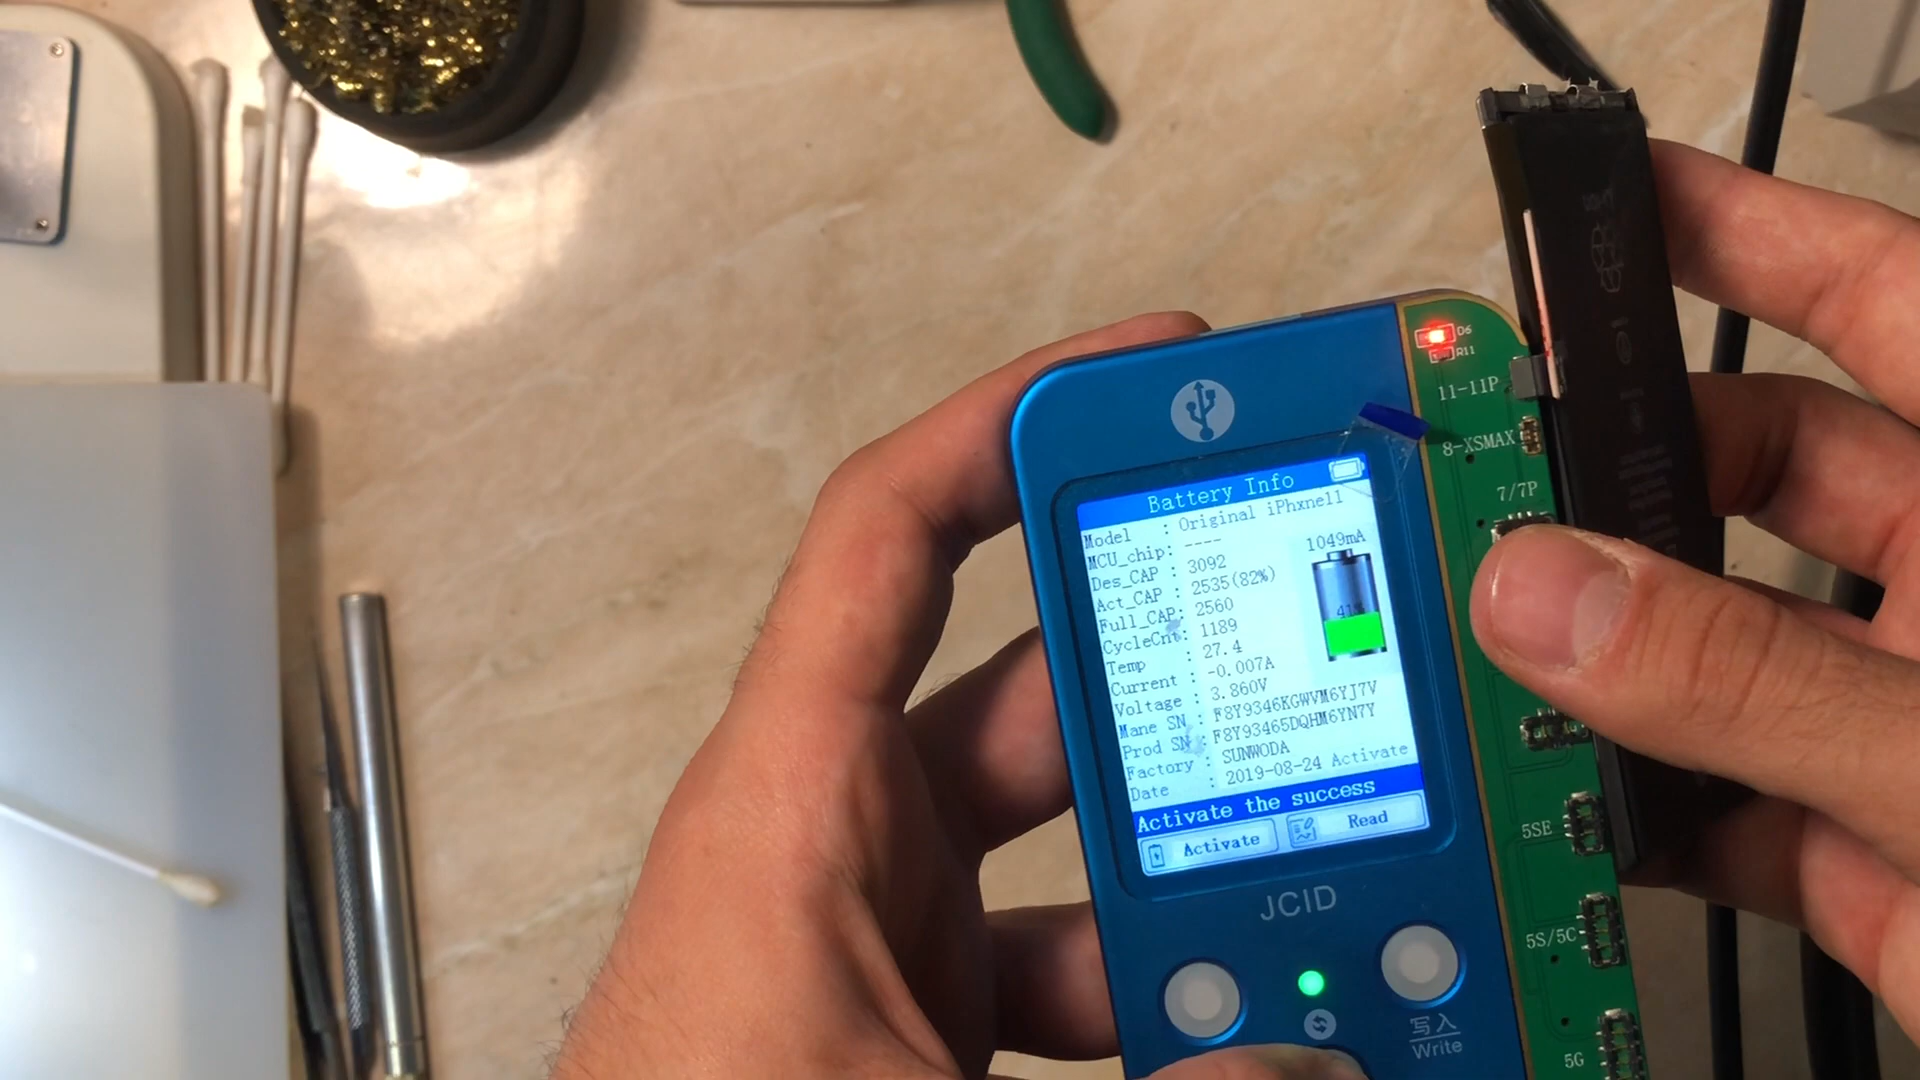 Battery Info
Model : Original iPhxne11
MCU_chip: ----
Des_CAP : 3092
Act_CAP : 2535(82%)
Full_CAP: 2560
CycleCnt: 1189
Temp : 27.4
Current : -0.007A
Voltage : 3.860V
Mane SN : F8Y9346KGWVM6YJ7V
Prod SN : F8Y93465DQHM6YN7Y
Factory : SUNWODA
Date : 2019-08-24 Activate
1049mA
41%
Activate the success
Activate
Read
JCID
写入
Write
D6
R11
11-11P
8-XSMAX
7/7P
5SE
5S/5C
5G